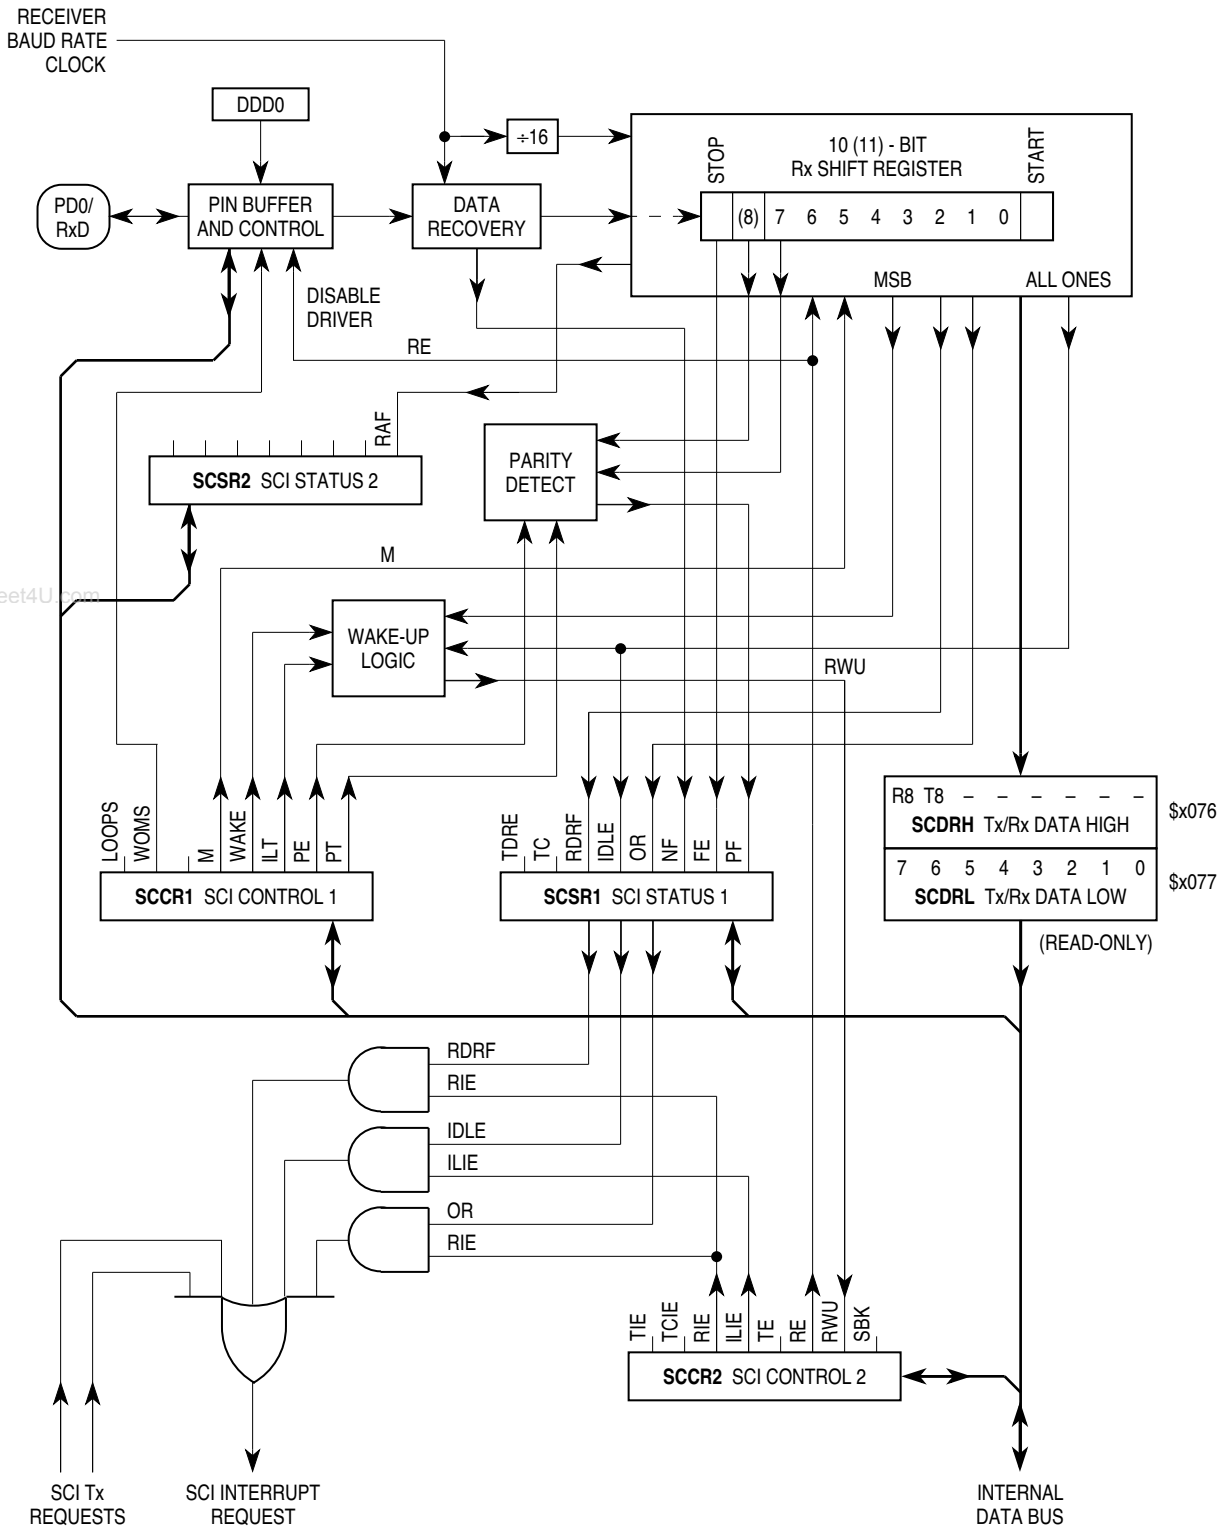 RECEIVER
BAUD RATE
CLOCK
DDD0
÷16
10 (11) - BIT
Rx SHIFT REGISTER
STOP
START
PD0/
RxD
PIN BUFFER
AND CONTROL
DATA
RECOVERY
(8) 7 6 5 4 3 2 1 0
MSB
ALL ONES
DISABLE
DRIVER
RE
RAF
SCSR2 SCI STATUS 2
PARITY
DETECT
M
eet4U.com
WAKE-UP
LOGIC
RWU
LOOPS
WOMS
M
WAKE
ILT
PE
PT
SCCR1 SCI CONTROL 1
TDRE
TC
RDRF
IDLE
OR
NF
FE
PF
SCSR1 SCI STATUS 1
R8 T8 – – – – – –
SCDRH Tx/Rx DATA HIGH
$x076
7 6 5 4 3 2 1 0
SCDRL Tx/Rx DATA LOW
$x077
(READ-ONLY)
RDRF
RIE
IDLE
ILIE
OR
RIE
TIE
TCIE
RIE
ILIE
TE
RE
RWU
SBK
SCCR2 SCI CONTROL 2
SCI Tx
REQUESTS
SCI INTERRUPT
REQUEST
INTERNAL
DATA BUS